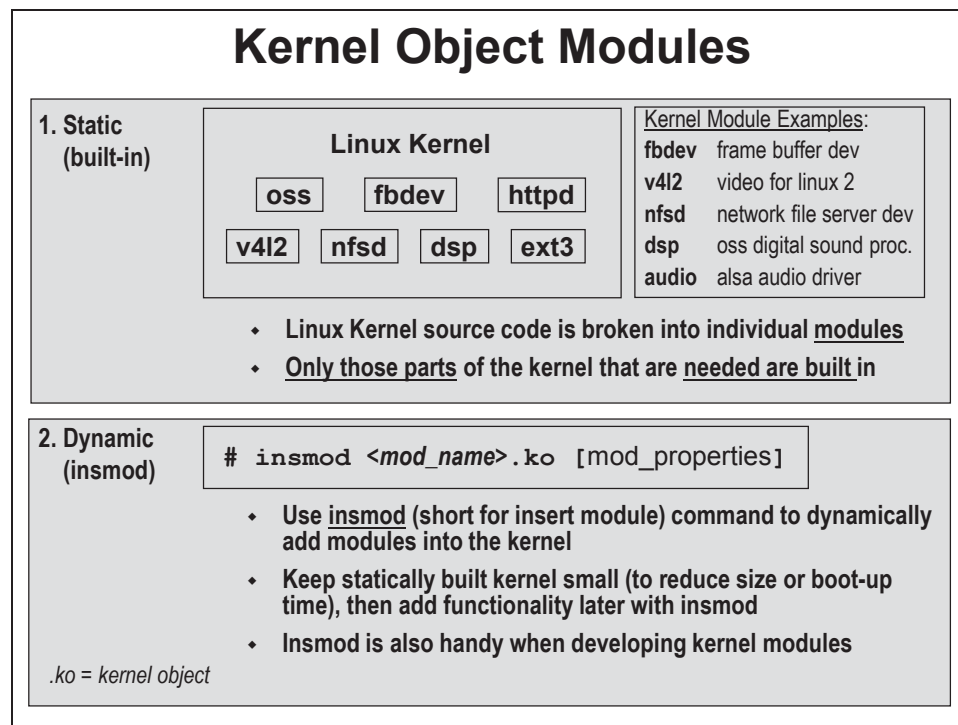 Kernel Object Modules
1. Static
(built-in)
Linux Kernel
oss fbdev httpd
v4l2 nfsd dsp ext3
Kernel Module Examples:
fbdev frame buffer dev
v4l2 video for linux 2
nfsd network file server dev
dsp oss digital sound proc.
audio alsa audio driver
◆ Linux Kernel source code is broken into individual modules
◆ Only those parts of the kernel that are needed are built in
2. Dynamic
(insmod)
# insmod <mod_name>.ko [mod_properties]
◆ Use insmod (short for insert module) command to dynamically
add modules into the kernel
◆ Keep statically built kernel small (to reduce size or boot-up
time), then add functionality later with insmod
◆ Insmod is also handy when developing kernel modules
.ko = kernel object